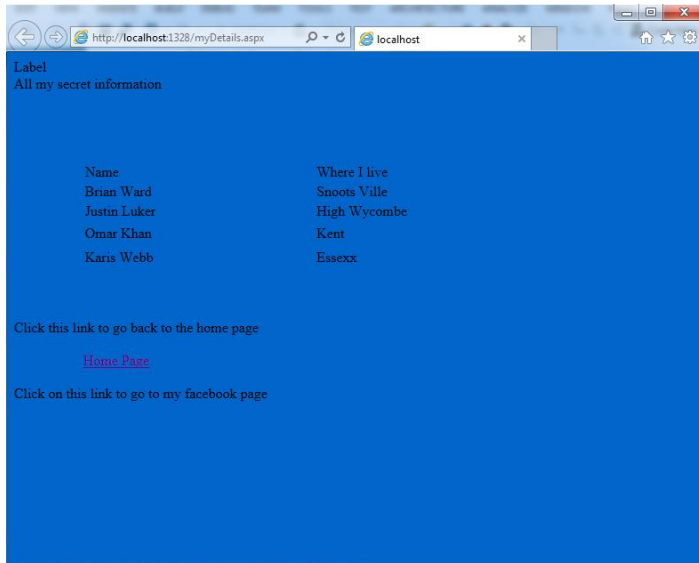 http://localhost:1328/myDetails.aspx
localhost
Label
All my secret information
Name Where I live
Brian Ward Snoots Ville
Justin Luker High Wycombe
Omar Khan Kent
Karis Webb Essexx
Click this link to go back to the home page
Home Page
Click on this link to go to my facebook page